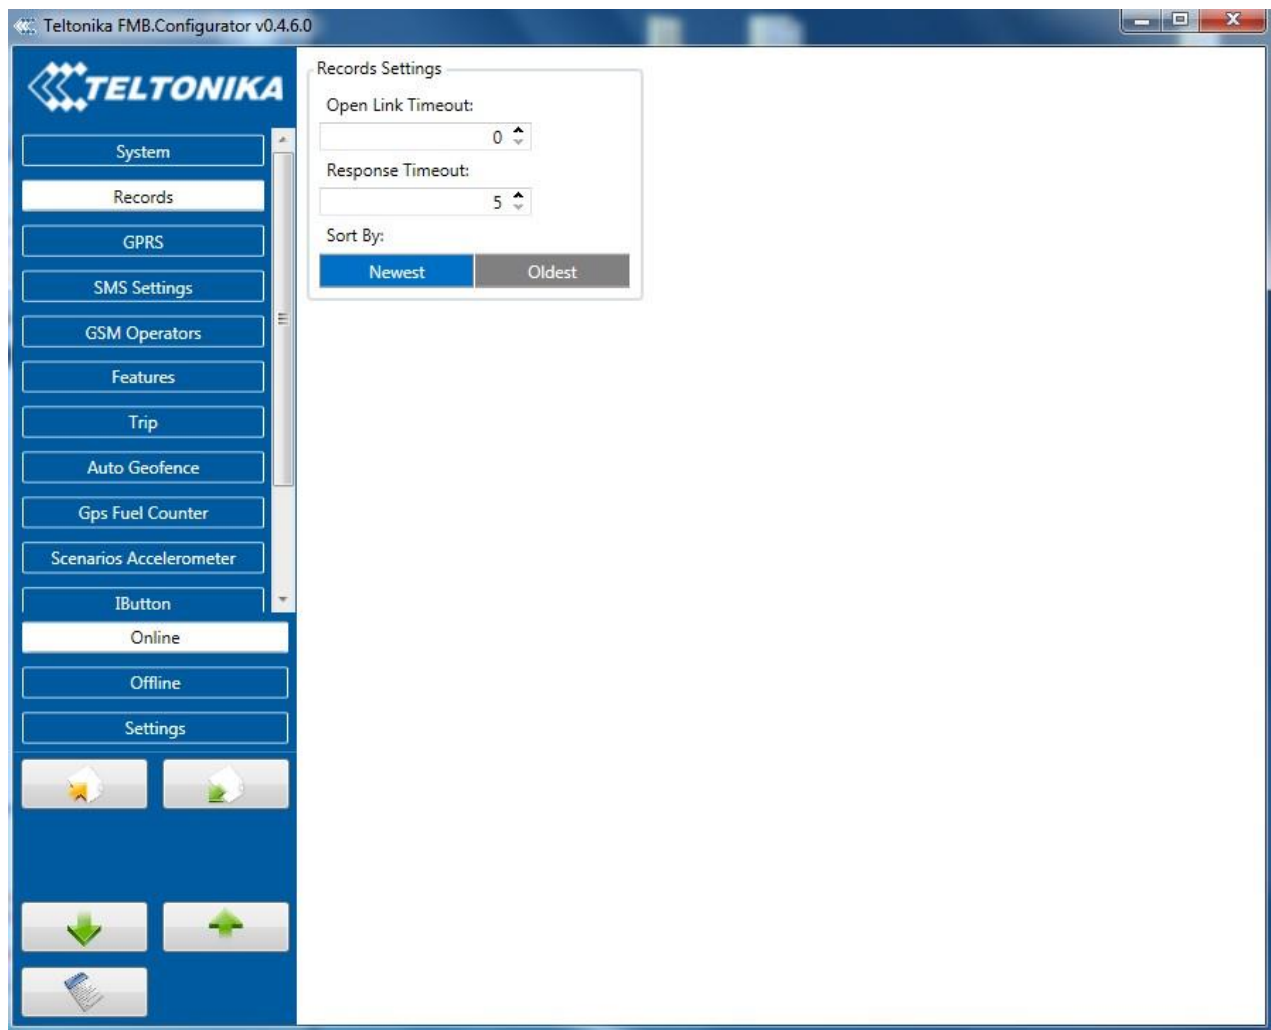 Teltonika FMB.Configurator v0.4.6.0
TELTONIKA
System
Records
GPRS
SMS Settings
GSM Operators
Features
Trip
Auto Geofence
Gps Fuel Counter
Scenarios Accelerometer
IButton
Online
Offline
Settings
Records Settings
Open Link Timeout:
0
Response Timeout:
5
Sort By:
Newest Oldest